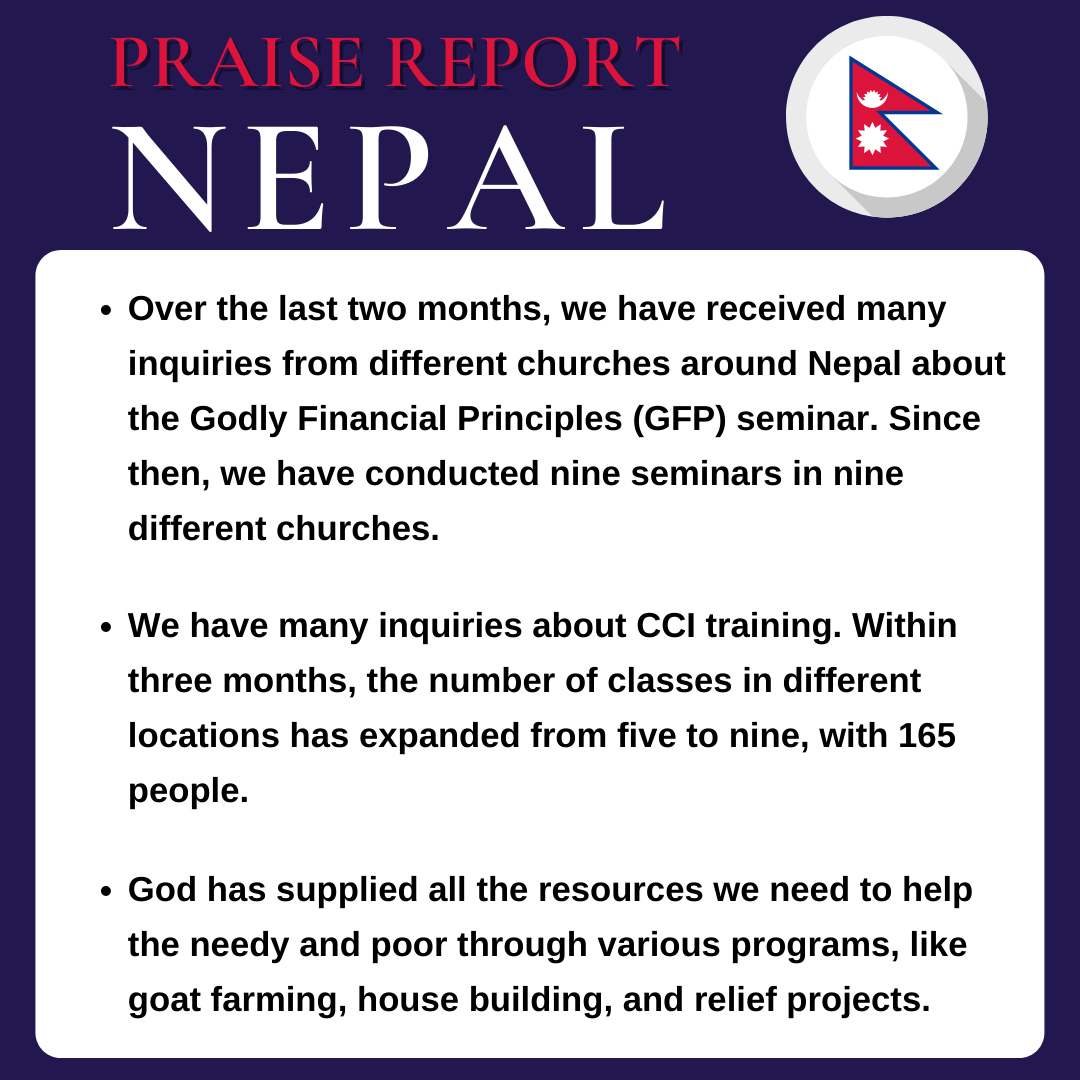 PRAISE REPORT
NEPAL
• Over the last two months, we have received many
inquiries from different churches around Nepal about
the Godly Financial Principles (GFP) seminar. Since
then, we have conducted nine seminars in nine
different churches.
• We have many inquiries about CCI training. Within
three months, the number of classes in different
locations has expanded from five to nine, with 165
people.
• God has supplied all the resources we need to help
the needy and poor through various programs, like
goat farming, house building, and relief projects.